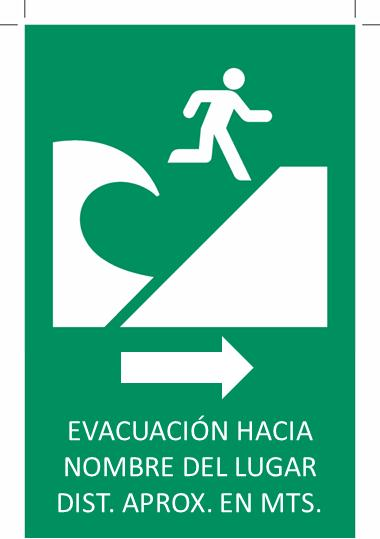 EVACUACIÓN HACIA
NOMBRE DEL LUGAR
DIST. APROX. EN MTS.